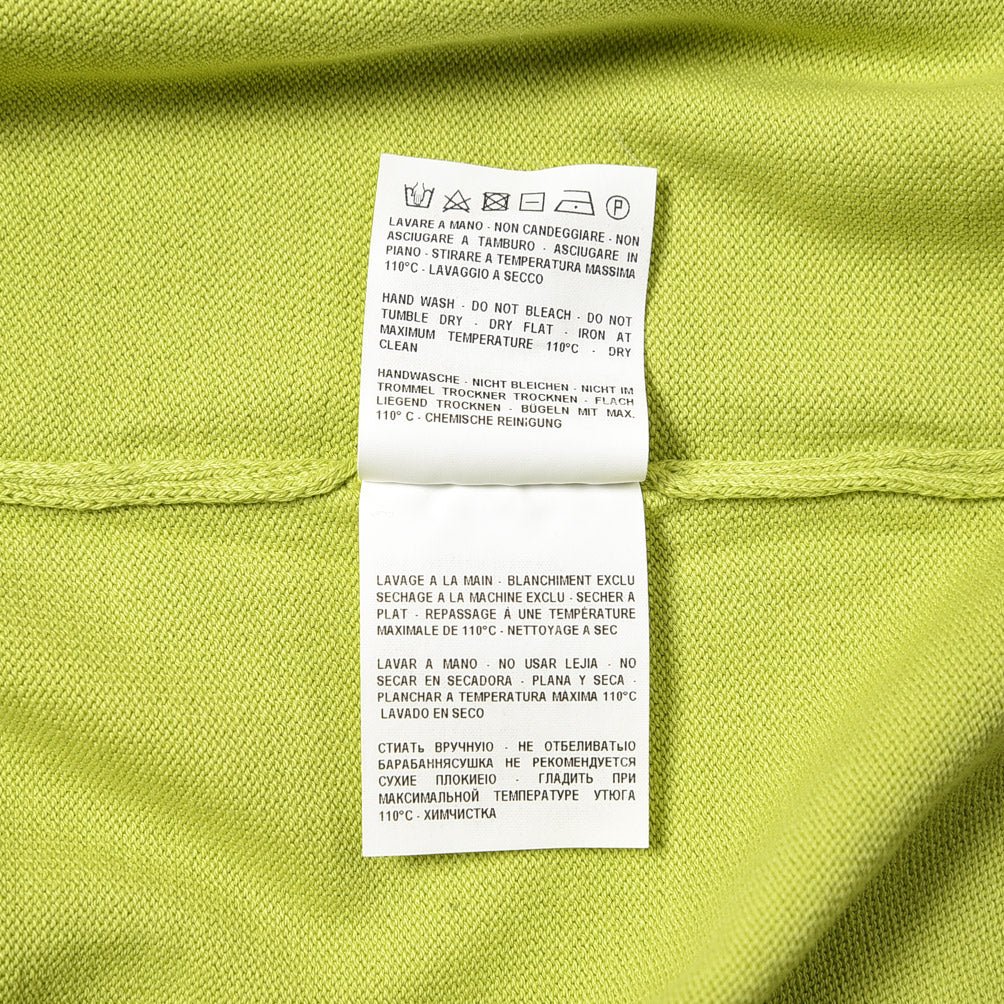 P
LAVARE A MANO - NON CANDEGGIARE - NON
ASCIUGARE A TAMBURO - ASCIUGARE IN
PIANO - STIRARE A TEMPERATURA MASSIMA
110°C - LAVAGGIO A SECCO
HAND WASH - DO NOT BLEACH - DO NOT
TUMBLE DRY - DRY FLAT - IRON AT
MAXIMUM TEMPERATURE 110°C - DRY
CLEAN
HANDWASCHE - NICHT BLEICHEN - NICHT IM
TROMMEL TROCKNER TROCKNEN - FLACH
LIEGEND TROCKNEN - BÜGELN MIT MAX.
110° C - CHEMISCHE REINIGUNG
LAVAGE A LA MAIN - BLANCHIMENT EXCLU
SECHAGE A LA MACHINE EXCLU - SECHER A
PLAT - REPASSAGE Á UNE TEMPÉRATURE
MAXIMALE DE 110°C - NETTOYAGE A SEC
LAVAR A MANO - NO USAR LEJIA - NO
SECAR EN SECADORA - PLANA Y SECA -
PLANCHAR A TEMPERATURA MÁXIMA 110°C
LAVADO EN SECO
СТИАТЬ ВРУЧНУЮ - НЕ ОТБЕЛИВАТЬЮ
БАРАБАННЯСУШКА НЕ РЕКОМЕНДУЕТСЯ
СУХИЕ ПЛОКИЕЮ - ГЛАДИТЬ ПРИ
МАКСИМАЛЬНОЙ ТЕМПЕРАТУРЕ УТЮГА
110°C - ХИМЧИСТКА